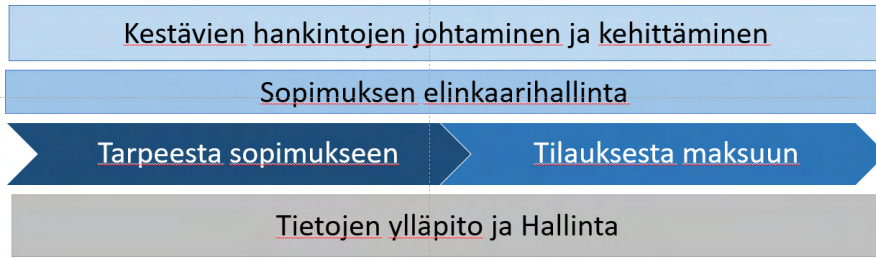 Kestävien hankintojen johtaminen ja kehittäminen
Sopimuksen elinkaarihallinta
Tarpeesta sopimukseen
Tilauksesta maksuun
Tietojen ylläpito ja Hallinta